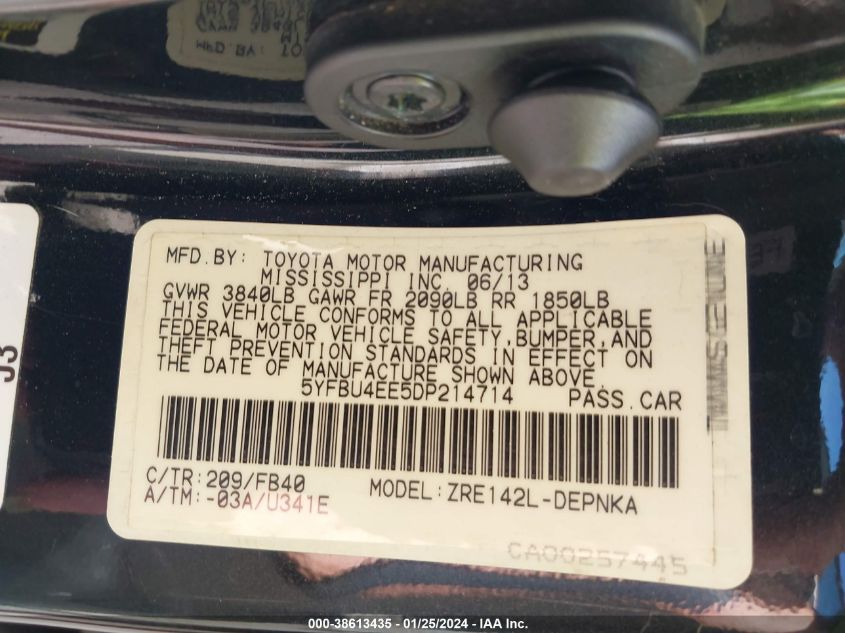 MFD.BY: TOYOTA MOTOR MANUFACTURING
MISSISSIPPI INC. 06/13
GVWR 3840LB GAWR FR 2090LB RR 1850LB
THIS VEHICLE CONFORMS TO ALL APPLICABLE
FEDERAL MOTOR VEHICLE SAFETY,BUMPER,AND
THEFT PREVENTION STANDARDS IN EFFECT ON
THE DATE OF MANUFACTURE SHOWN ABOVE.
5YFBU4EE5DP214714 PASS.CAR
C/TR:209/FB40
A/TM:-03A/U341E
MODEL:ZRE142L-DEPNKA
CA00257445
J3
000-38613435 - 01/25/2024 - IAA Inc.